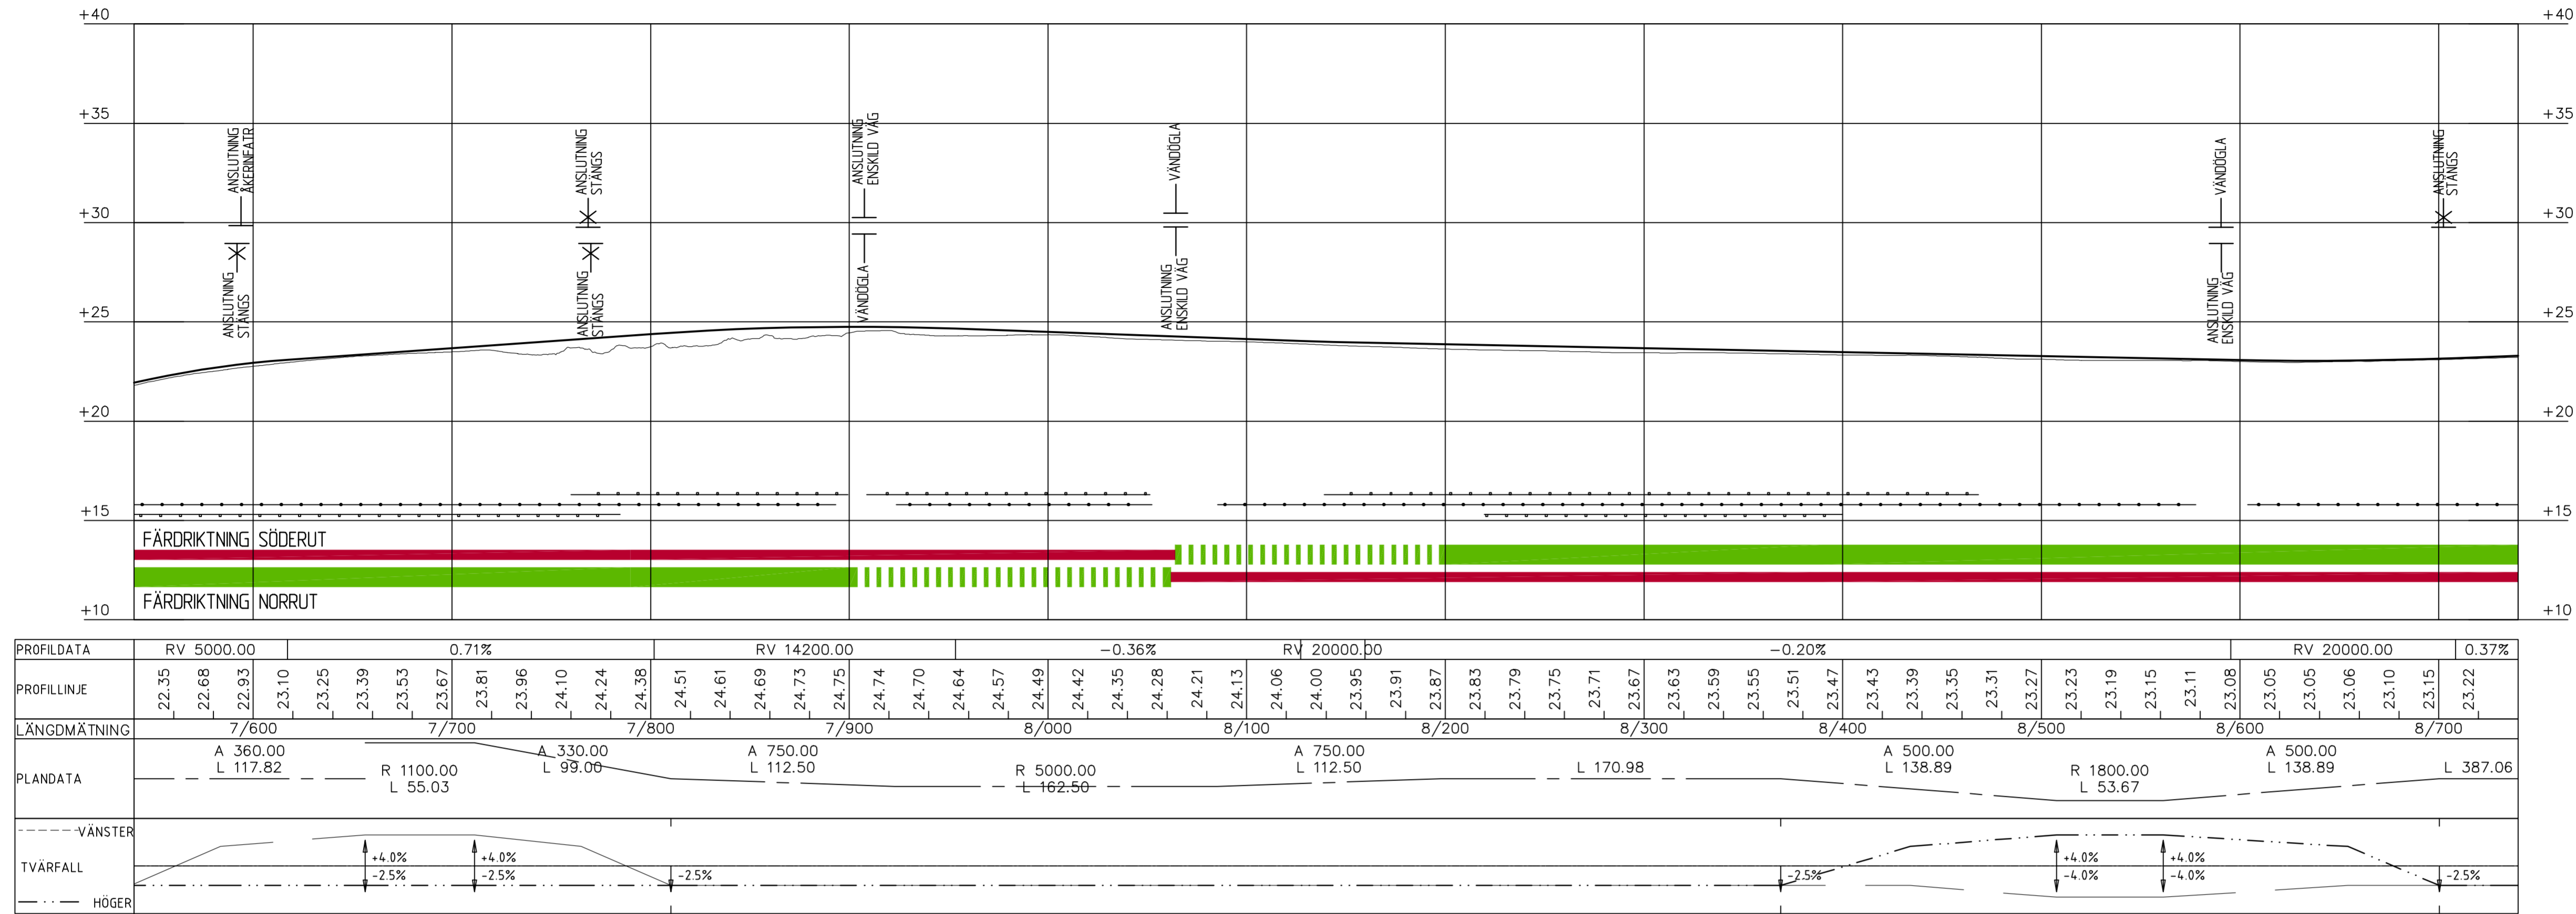 +40 +40
+35 +35
+30 +30
+25 +25
+20 +20
+15 +15
+10 +10
ANSLUTNING
ÅKERINFATR
ANSLUTNING
STÄNGS
ANSLUTNING
STÄNGS
ANSLUTNING
STÄNGS
ANSLUTNING
ENSKILD VÄG
VÄNDÖGLA
VÄNDÖGLA
ANSLUTNING
ENSKILD VÄG
VÄNDÖGLA
ANSLUTNING
ENSKILD VÄG
ANSLUTNING
STÄNGS
FÄRDRIKTNING SÖDERUT
FÄRDRIKTNING NORRUT
PROFILDATA RV 5000.00 0.71% RV 14200.00 -0.36% RV 20000.00 -0.20% RV 20000.00 0.37%
PROFILLINJE 22.35 22.68 22.93 23.10 23.25 23.39 23.53 23.67 23.81 23.96 24.10 24.24 24.38 24.51 24.61 24.69 24.73 24.75 24.74 24.70 24.64 24.57 24.49 24.42 24.35 24.28 24.21 24.13 24.06 24.00 23.95 23.91 23.87 23.83 23.79 23.75 23.71 23.67 23.63 23.59 23.55 23.51 23.47 23.43 23.39 23.35 23.31 23.27 23.23 23.19 23.15 23.11 23.08 23.05 23.05 23.06 23.10 23.15 23.22
LÄNGDMÄTNING 7/600 7/700 7/800 7/900 8/000 8/100 8/200 8/300 8/400 8/500 8/600 8/700
PLANDATA
A 360.00
L 117.82
R 1100.00
L 55.03
A 330.00
L 99.00
A 750.00
L 112.50
R 5000.00
L 162.50
A 750.00
L 112.50
L 170.98
A 500.00
L 138.89
R 1800.00
L 53.67
A 500.00
L 138.89
L 387.06
VÄNSTER
TVÄRFALL
HÖGER
+4.0% +4.0% +4.0% +4.0%
-2.5% -2.5% -2.5% -2.5% -4.0% -4.0% -2.5%